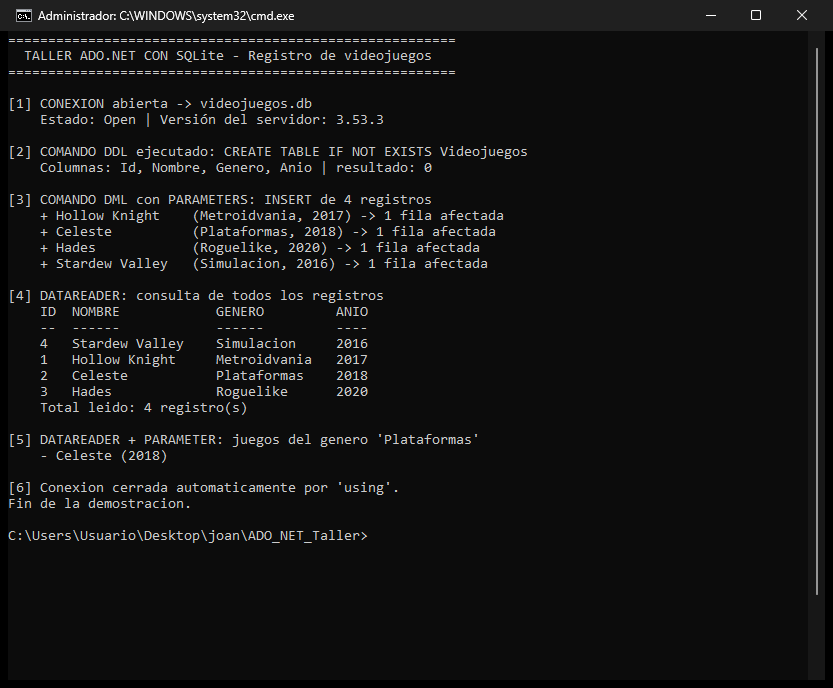 Administrador: C:\WINDOWS\system32\cmd.exe
========================================================
  TALLER ADO.NET CON SQLite - Registro de videojuegos
========================================================

[1] CONEXION abierta -> videojuegos.db
    Estado: Open | Versión del servidor: 3.53.3

[2] COMANDO DDL ejecutado: CREATE TABLE IF NOT EXISTS Videojuegos
    Columnas: Id, Nombre, Genero, Anio | resultado: 0

[3] COMANDO DML con PARAMETERS: INSERT de 4 registros
    + Hollow Knight    (Metroidvania, 2017) -> 1 fila afectada
    + Celeste          (Plataformas, 2018) -> 1 fila afectada
    + Hades            (Roguelike, 2020) -> 1 fila afectada
    + Stardew Valley   (Simulacion, 2016) -> 1 fila afectada

[4] DATAREADER: consulta de todos los registros
    ID  NOMBRE            GENERO         ANIO
    --  ------            ------         ----
    4   Stardew Valley    Simulacion     2016
    1   Hollow Knight     Metroidvania   2017
    2   Celeste           Plataformas    2018
    3   Hades             Roguelike      2020
    Total leido: 4 registro(s)

[5] DATAREADER + PARAMETER: juegos del genero 'Plataformas'
    - Celeste (2018)

[6] Conexion cerrada automaticamente por 'using'.
Fin de la demostracion.

C:\Users\Usuario\Desktop\joan\ADO_NET_Taller>